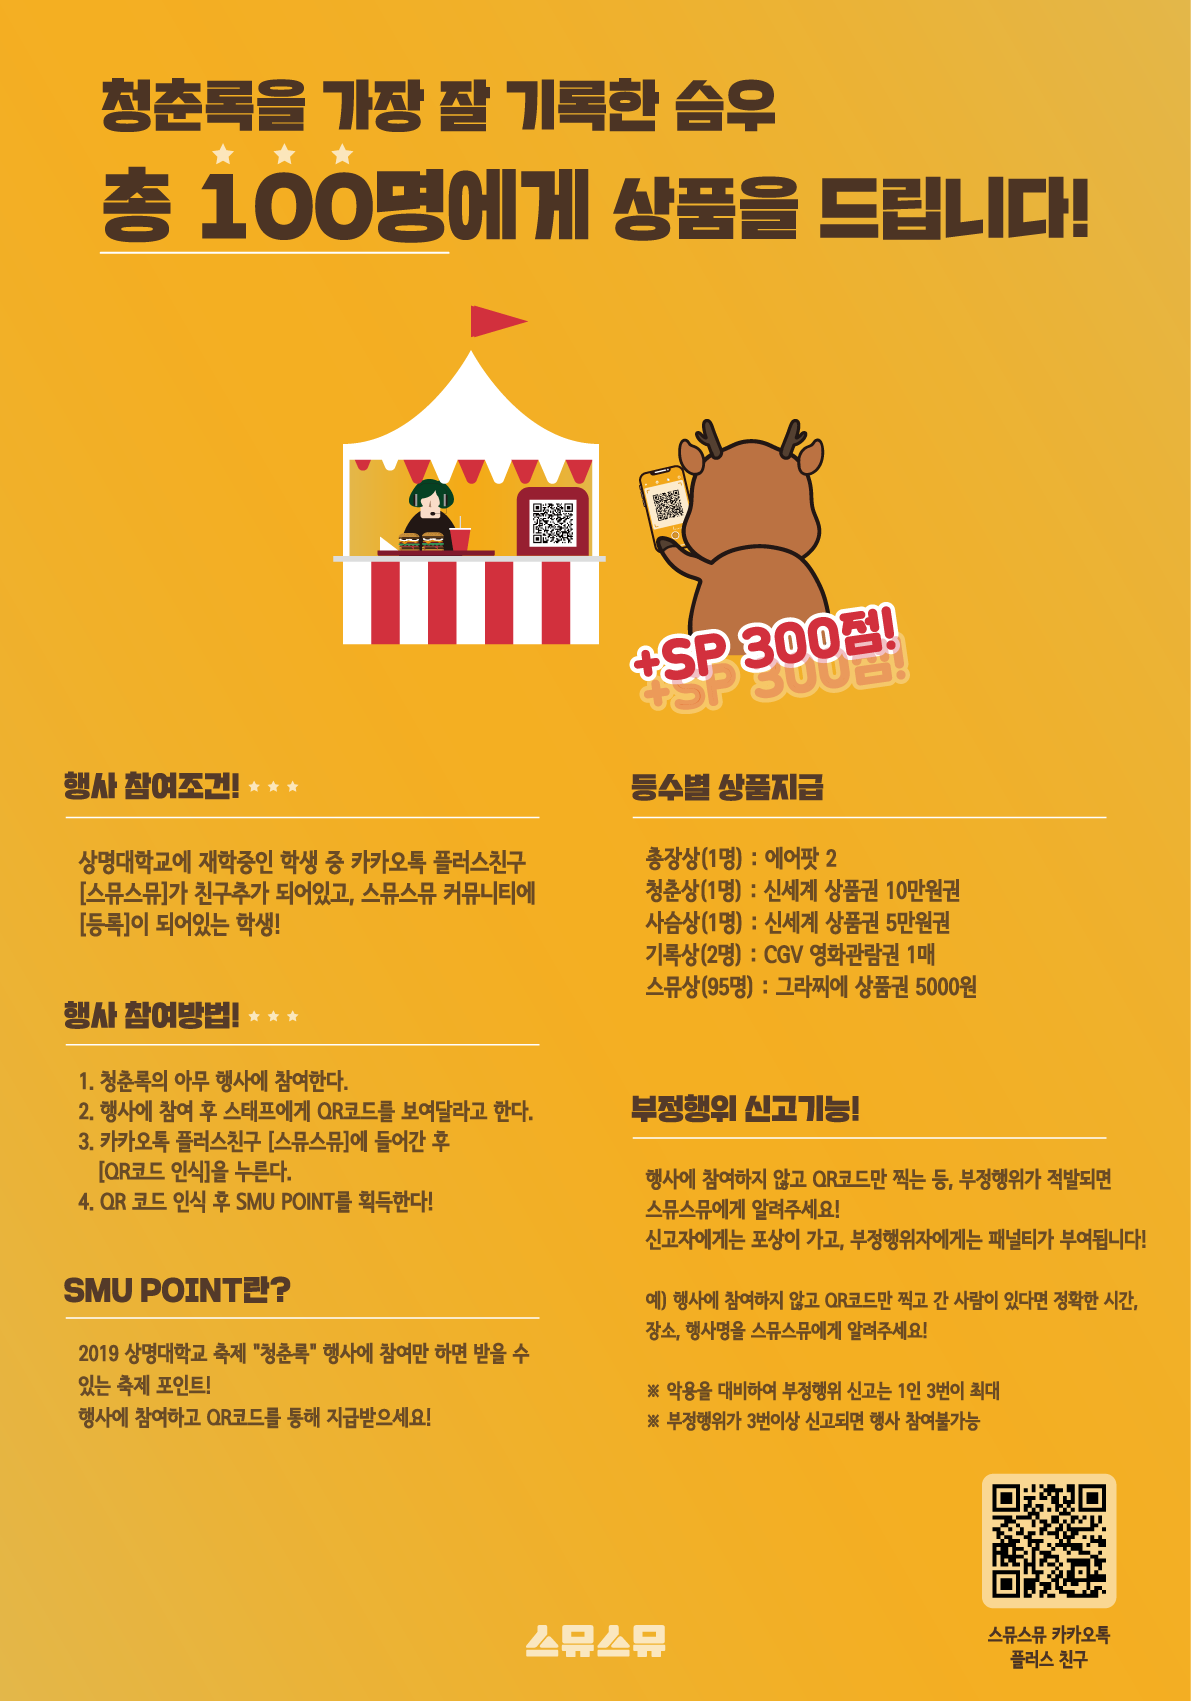 청춘록을 가장 잘 기록한 슴우
총 100명에게 상품을 드립니다!
+SP 300점!
+SP 300점!
행사 참여조건!
상명대학교에 재학중인 학생 중 카카오톡 플러스친구
[스뮤스뮤]가 친구추가 되어있고, 스뮤스뮤 커뮤니티에
[등록]이 되어있는 학생!
행사 참여방법!
1. 청춘록의 아무 행사에 참여한다.
2. 행사에 참여 후 스태프에게 QR코드를 보여달라고 한다.
3. 카카오톡 플러스친구 [스뮤스뮤]에 들어간 후
[QR코드 인식]을 누른다.
4. QR 코드 인식 후 SMU POINT를 획득한다!
SMU POINT란?
2019 상명대학교 축제 "청춘록" 행사에 참여만 하면 받을 수
있는 축제 포인트!
행사에 참여하고 QR코드를 통해 지급받으세요!
등수별 상품지급
총장상(1명) : 에어팟 2
청춘상(1명) : 신세계 상품권 10만원권
사슴상(1명) : 신세계 상품권 5만원권
기록상(2명) : CGV 영화관람권 1매
스뮤상(95명) : 그라찌에 상품권 5000원
부정행위 신고기능!
행사에 참여하지 않고 QR코드만 찍는 등, 부정행위가 적발되면
스뮤스뮤에게 알려주세요!
신고자에게는 포상이 가고, 부정행위자에게는 패널티가 부여됩니다!
예) 행사에 참여하지 않고 QR코드만 찍고 간 사람이 있다면 정확한 시간,
장소, 행사명을 스뮤스뮤에게 알려주세요!
※ 악용을 대비하여 부정행위 신고는 1인 3번이 최대
※ 부정행위가 3번이상 신고되면 행사 참여불가능
스뮤스뮤 카카오톡
플러스 친구
스뮤스뮤